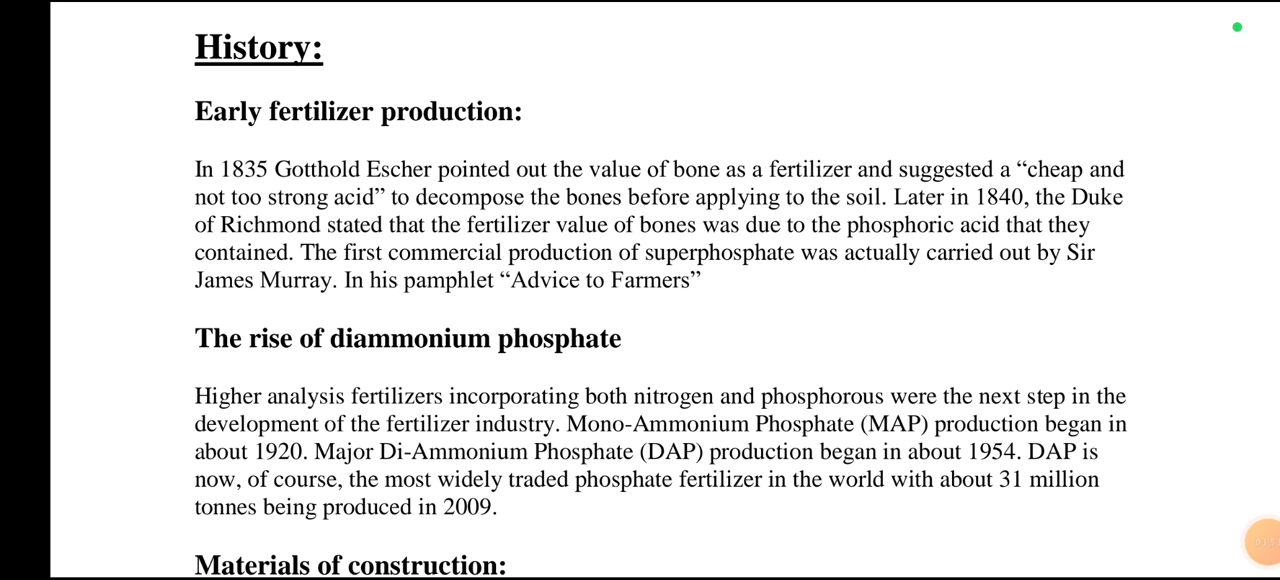 History:
Early fertilizer production:
In 1835 Gotthold Escher pointed out the value of bone as a fertilizer and suggested a “cheap and
not too strong acid” to decompose the bones before applying to the soil. Later in 1840, the Duke
of Richmond stated that the fertilizer value of bones was due to the phosphoric acid that they
contained. The first commercial production of superphosphate was actually carried out by Sir
James Murray. In his pamphlet “Advice to Farmers”
The rise of diammonium phosphate
Higher analysis fertilizers incorporating both nitrogen and phosphorous were the next step in the
development of the fertilizer industry. Mono-Ammonium Phosphate (MAP) production began in
about 1920. Major Di-Ammonium Phosphate (DAP) production began in about 1954. DAP is
now, of course, the most widely traded phosphate fertilizer in the world with about 31 million
tonnes being produced in 2009.
Materials of construction: